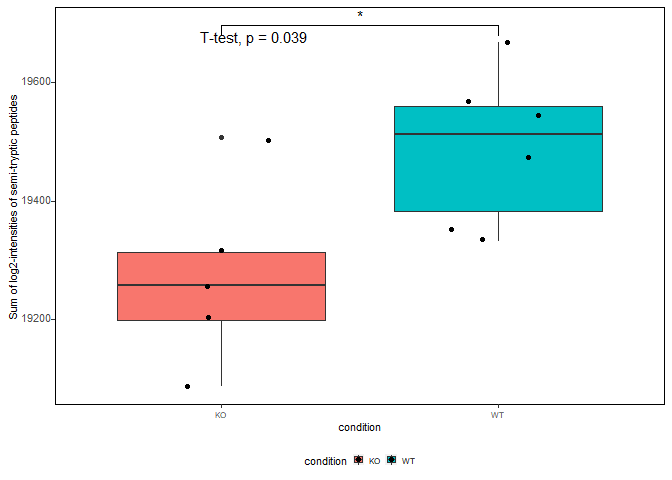 *
T-test, p = 0.039
Sum of log2-intensities of semi-tryptic peptides
19600
19400
19200
KO
WT
condition
condition KO WT